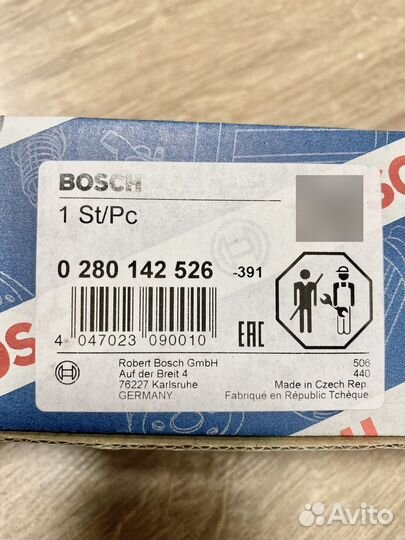 BOSCH
1 St/Pc
0 280 142 526 -391
4 047023 090010
EAC
Robert Bosch GmbH
Auf der Breit 4
76227 Karlsruhe
GERMANY
506
440
Made in Czech Rep.
Fabriqué en République Tchèque
OS
Avito